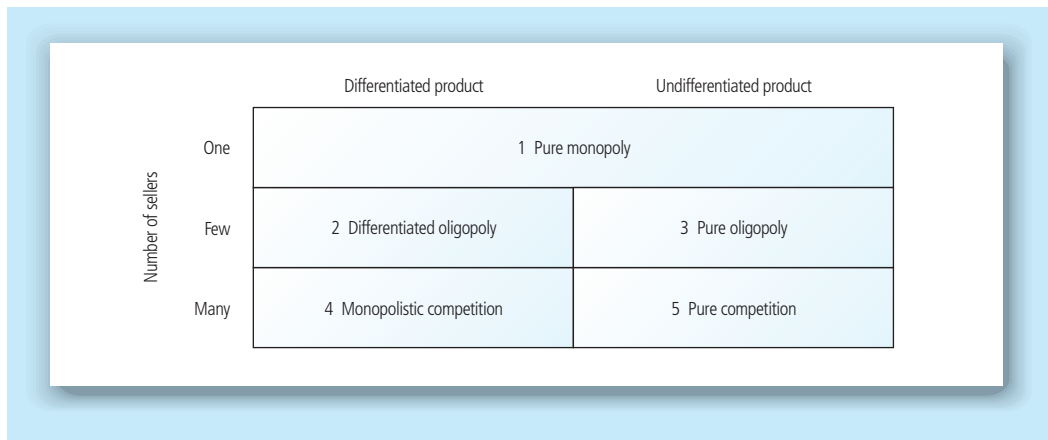 Differentiated product Undifferentiated product
Number of sellers
One
1 Pure monopoly
Few
2 Differentiated oligopoly
3 Pure oligopoly
Many
4 Monopolistic competition
5 Pure competition